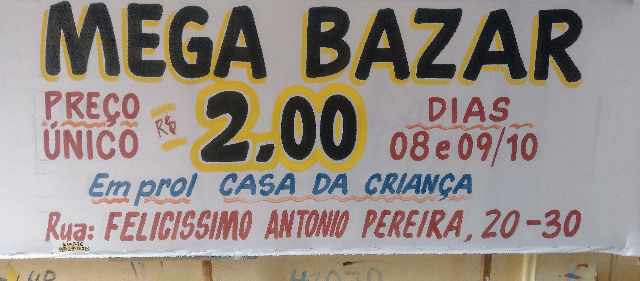 MEGA BAZAR
PREÇO ÚNICO R$ 2,00 DIAS 08 e 09/10
Em prol CASA DA CRIANÇA
Rua: FELICISSIMO ANTONIO PEREIRA, 20-30